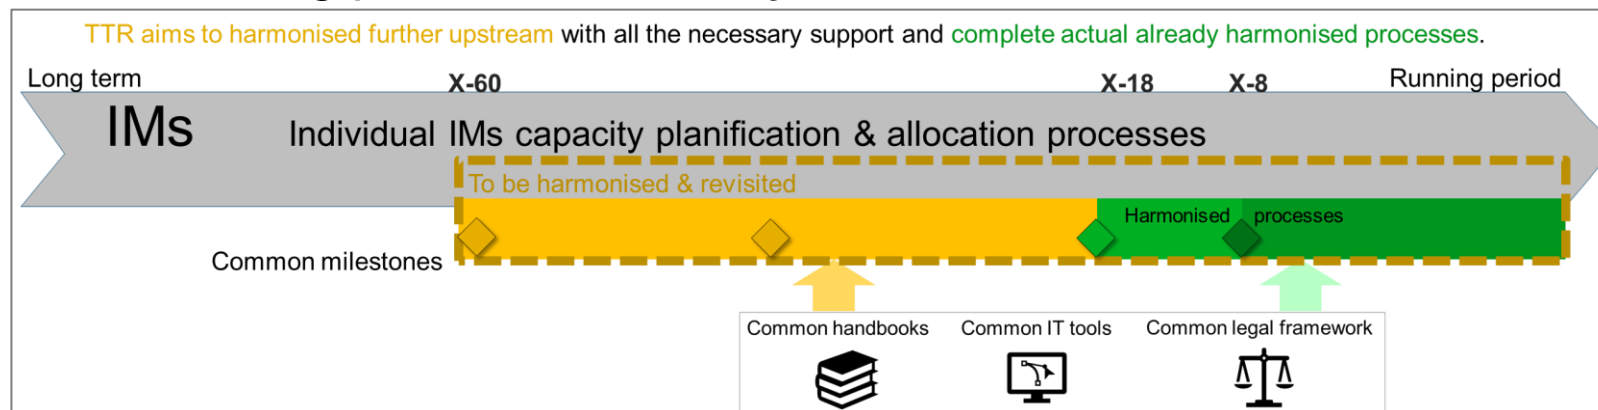 TTR aims to harmonised further upstream with all the necessary support and complete actual already harmonised processes.
Long term
X-60
X-18
X-8
Running period
IMs
Individual IMs capacity planification & allocation processes
To be harmonised & revisited
Harmonised processes
Common milestones
Common handbooks
Common IT tools
Common legal framework